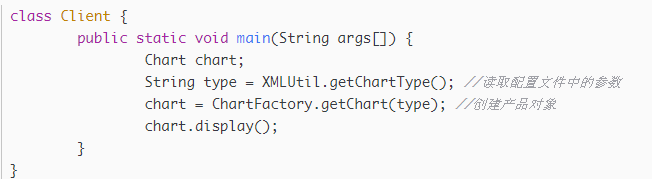 class Client {
public static void main(String args[]) {
Chart chart;
String type = XMLUtil.getChartType(); //读取配置文件中的参数
chart = ChartFactory.getChart(type); //创建产品对象
chart.display();
}
}